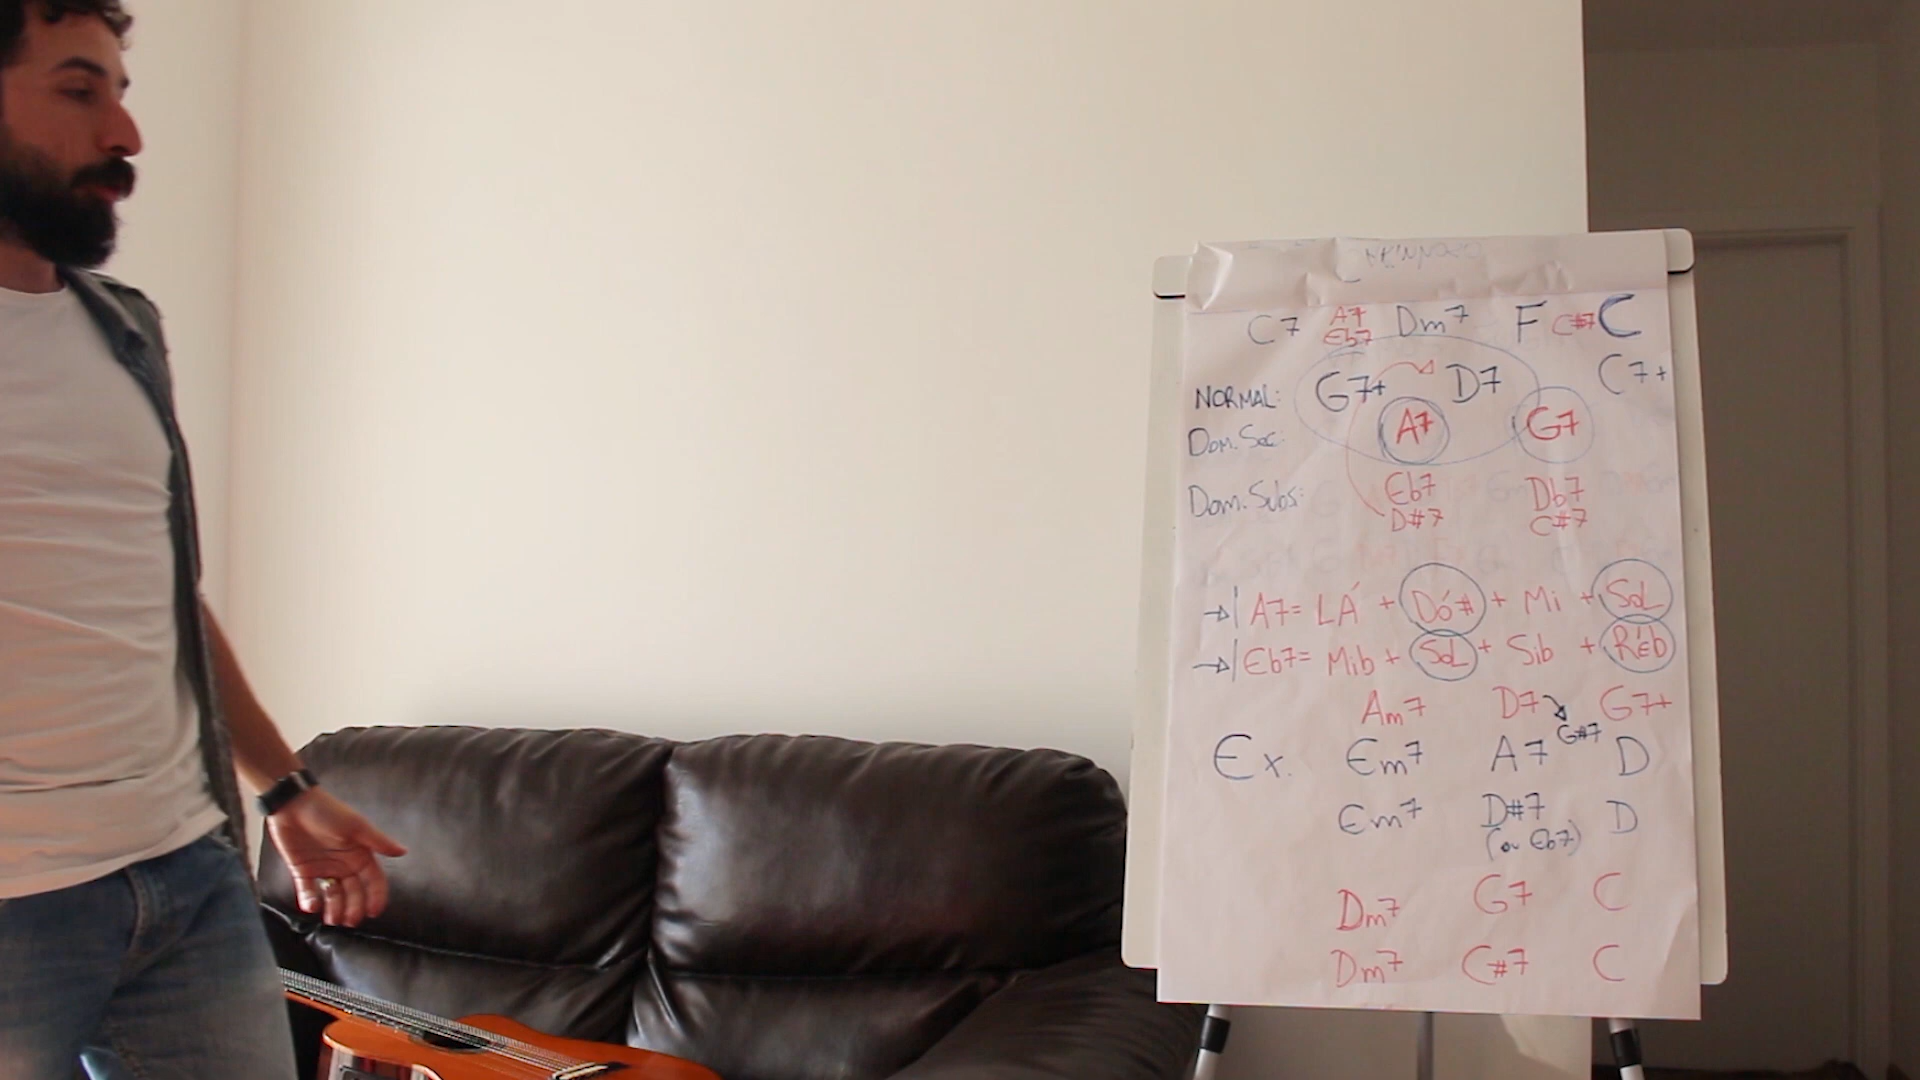 C7 A7 Dm7 F C#7 C
Eb7
NORMAL: G7+ D7 C7+
Dom. Sec: A7 G7
Dom. Subs: Eb7 Db7
D#7 C#7
→| A7 = LÁ + DÓ# + Mi + SOL
→| Eb7 = Mib + SOL + Sib + RÉb
Am7 D7 G7+
G#7
Ex. Em7 A7 D
Em7 D#7 D
(ou Eb7)
Dm7 G7 C
Dm7 C#7 C